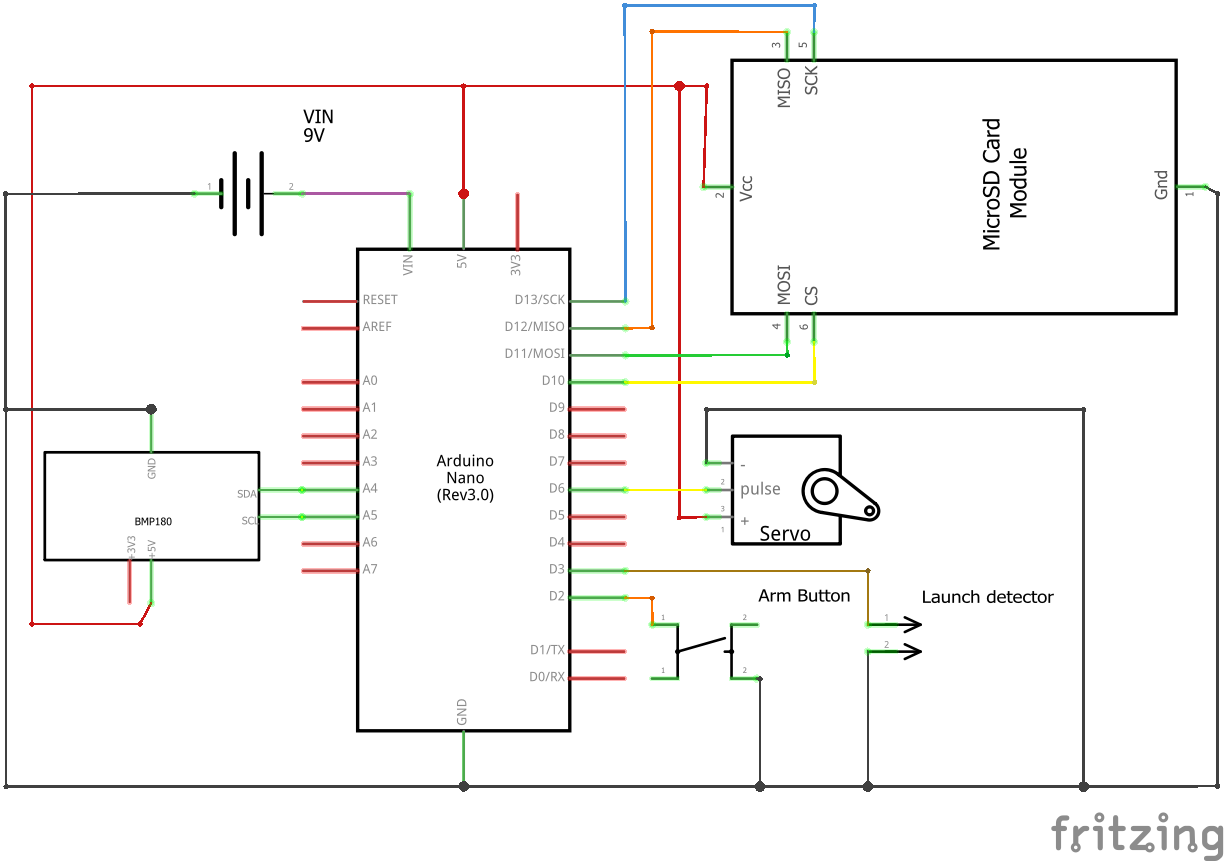 VIN
9V
1
2
3
5
MISO
SCK
MicroSD Card
Module
Vcc
2
Gnd
1
MOSI
CS
4
6
VIN
5V
3V3
RESET
AREF
A0
A1
A2
A3
A4
A5
A6
A7
D13/SCK
D12/MISO
D11/MOSI
D10
D9
D8
D7
D6
D5
D4
D3
D2
D1/TX
D0/RX
GND
Arduino
Nano
(Rev3.0)
GND
SDA
SCL
BMP180
+3V3
+5V
-
2
pulse
3
+
1
Servo
Arm Button
1
2
1
2
Launch detector
1
2
fritzing